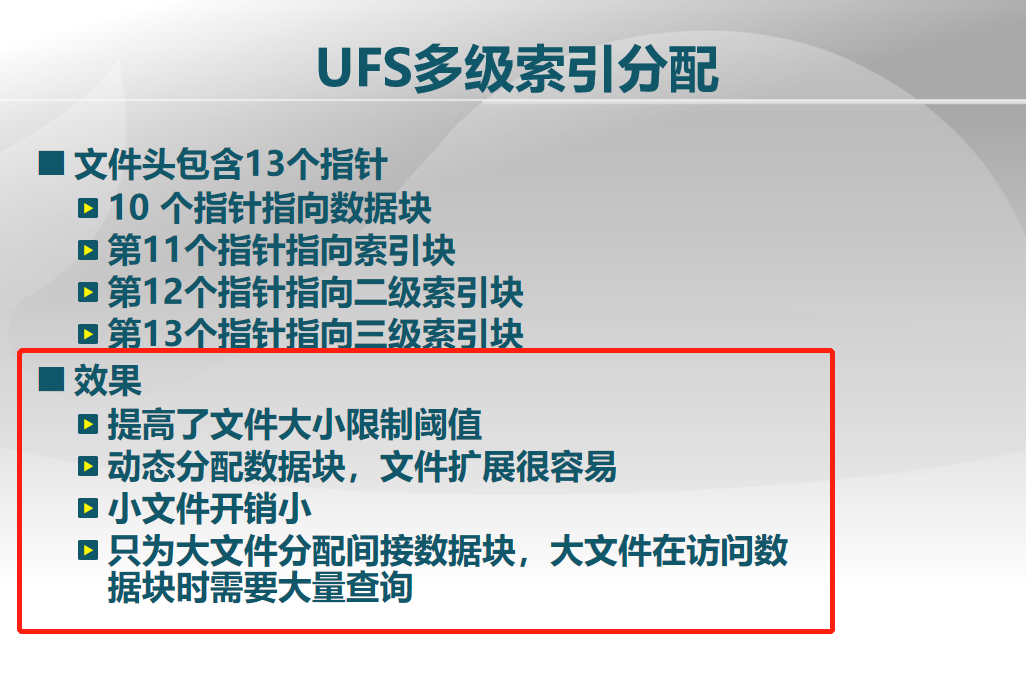 UFS多级索引分配
文件头包含13个指针
10 个指针指向数据块
第11个指针指向索引块
第12个指针指向二级索引块
第13个指针指向三级索引块
效果
提高了文件大小限制阈值
动态分配数据块，文件扩展很容易
小文件开销小
只为大文件分配间接数据块，大文件在访问数
据块时需要大量查询